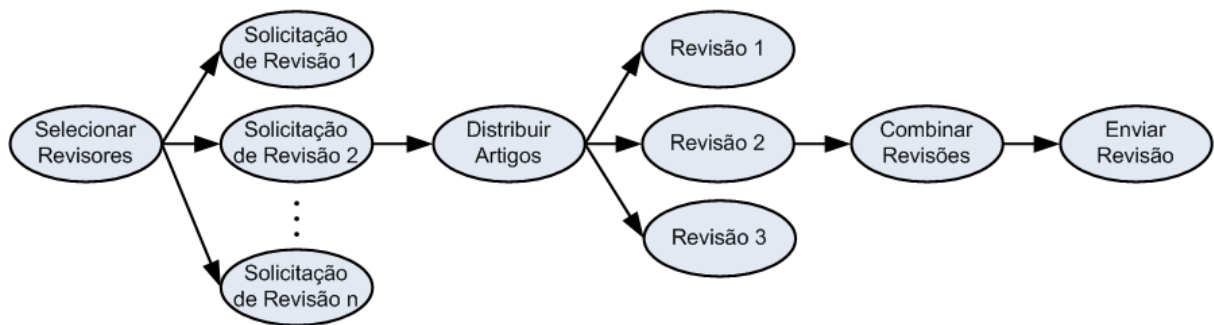 Selecionar
Revisores
Solicitação
de Revisão 1
Solicitação
de Revisão 2
Solicitação
de Revisão n
Distribuir
Artigos
Revisão 1
Revisão 2
Revisão 3
Combinar
Revisões
Enviar
Revisão